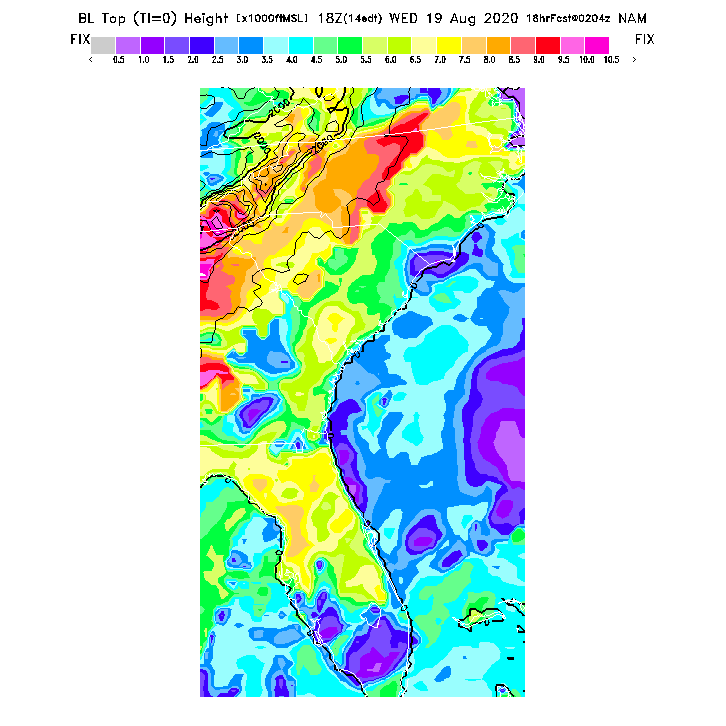 BL Top (TI=0) Height [x1000ftMSL] 18Z(14edt) WED 19 Aug 2020 18hrFcst@0204z NAM
FIX FIX
< 0.5 1.0 1.5 2.0 2.5 3.0 3.5 4.0 4.5 5.0 5.5 6.0 6.5 7.0 7.5 8.0 8.5 9.0 9.5 10.0 10.5 >
2000
2000